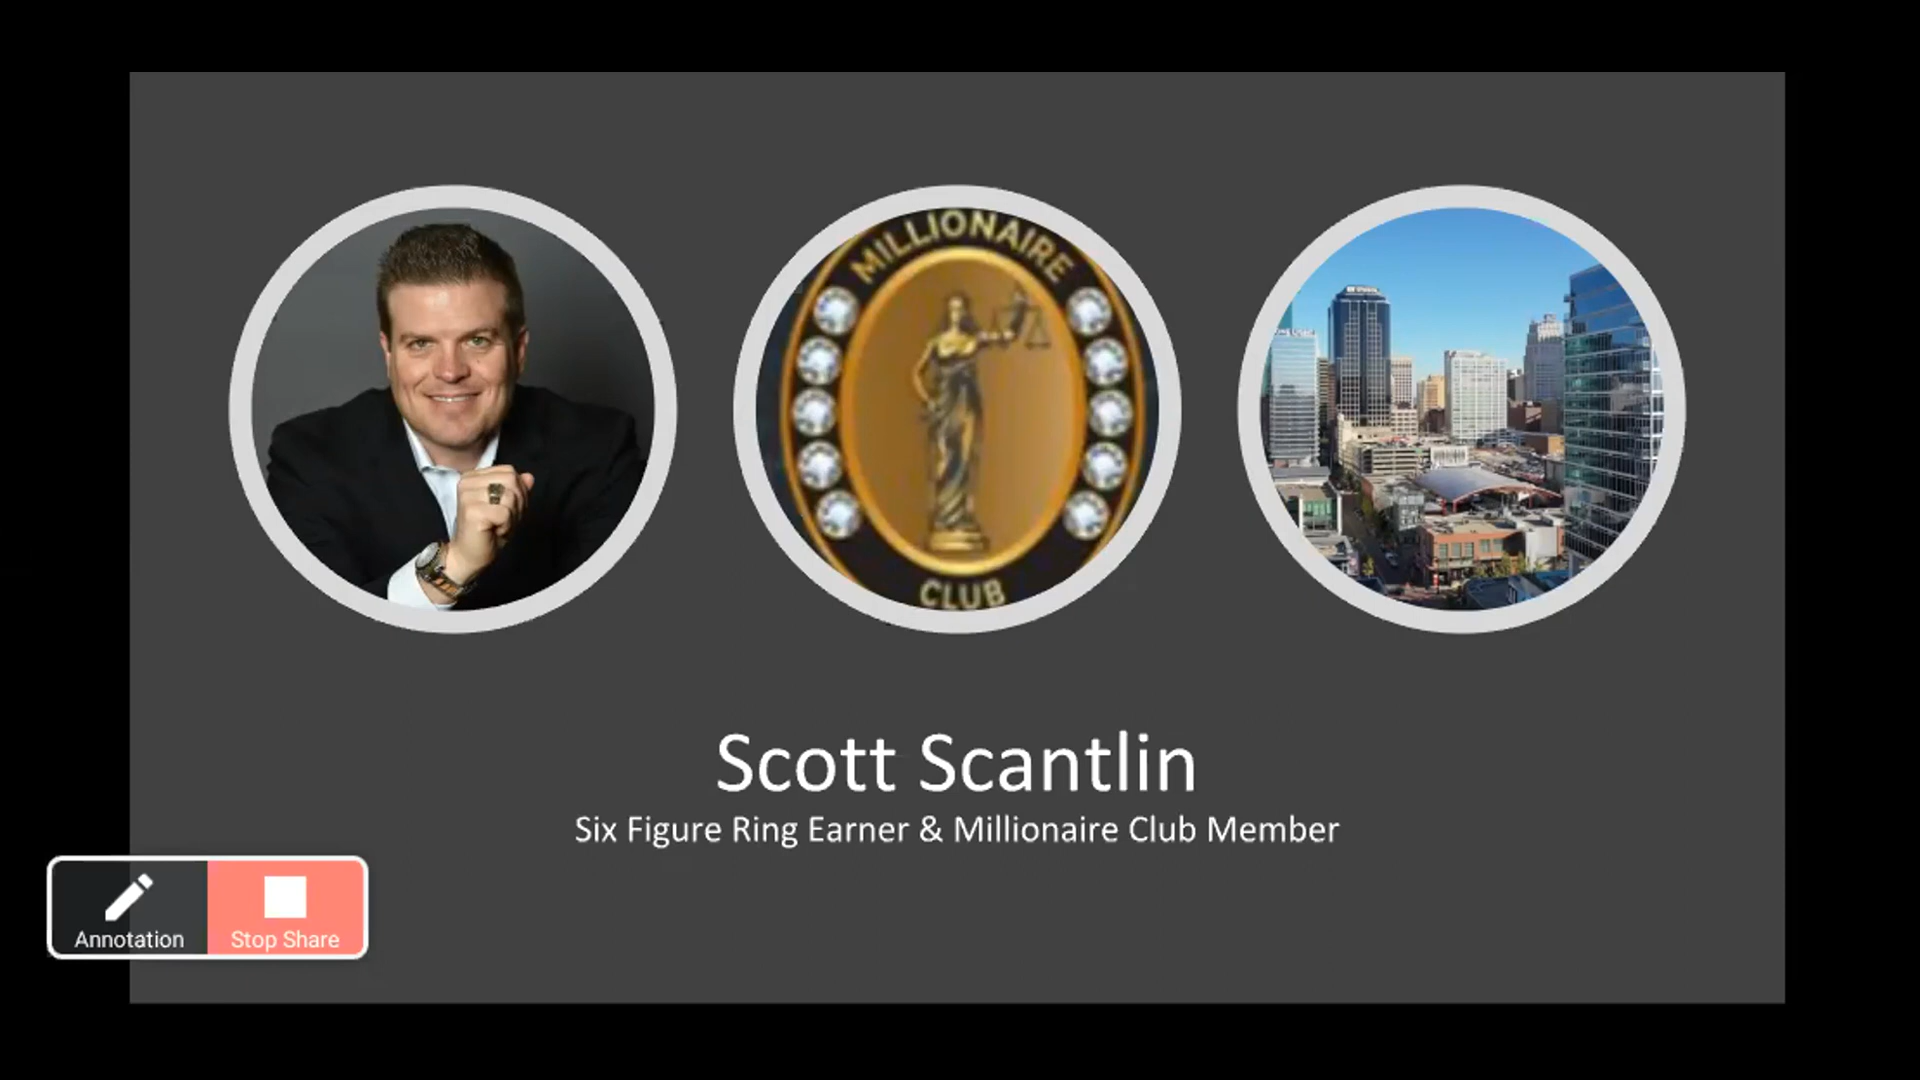 MILLIONAIRE
CLUB
Scott Scantlin
Six Figure Ring Earner & Millionaire Club Member
Annotation
Stop Share